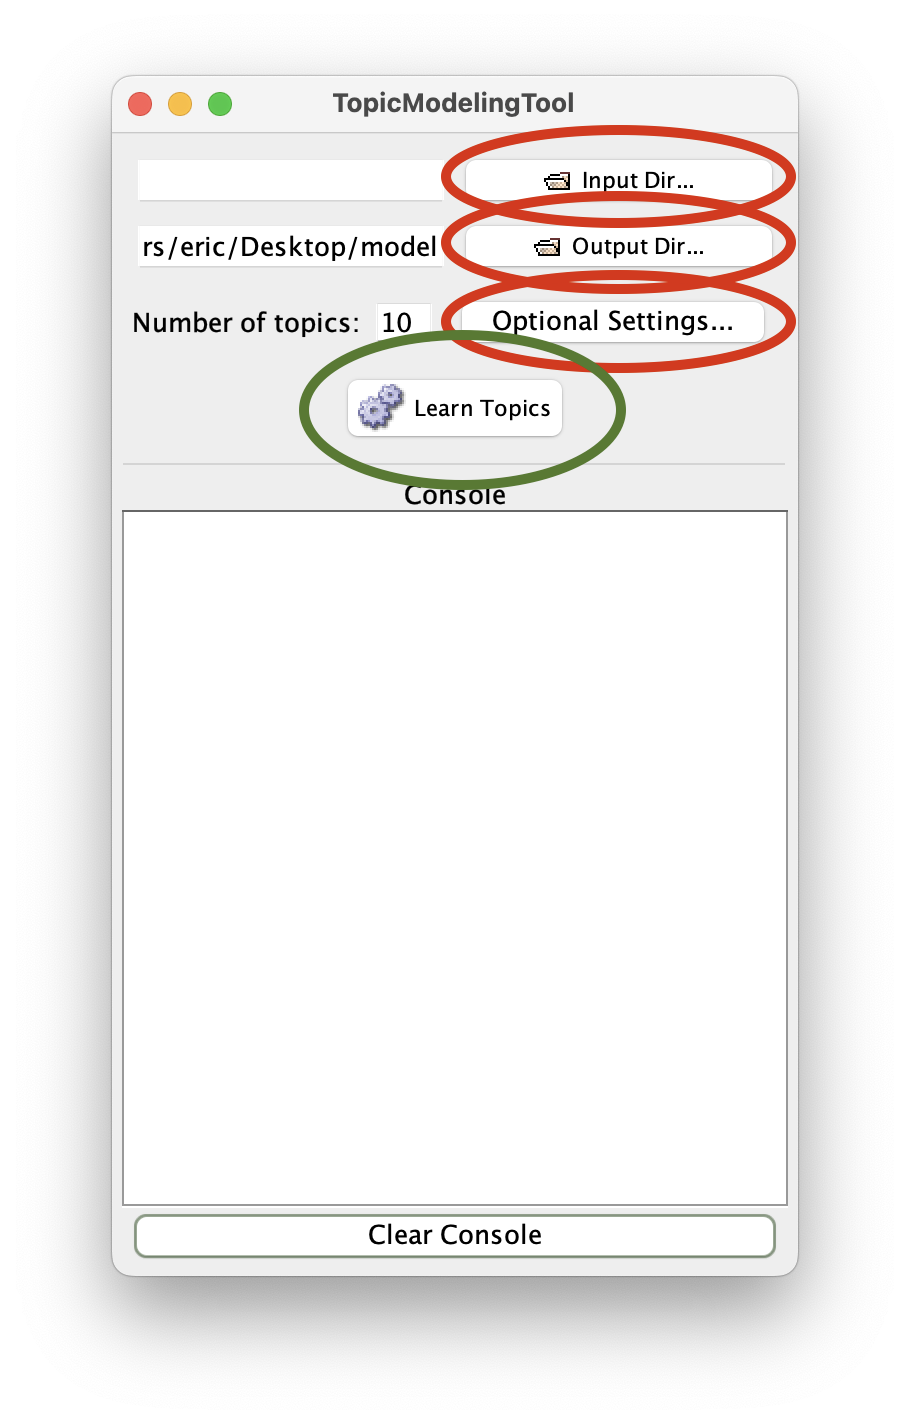 TopicModelingTool
Input Dir...
rs/eric/Desktop/model
Output Dir...
Number of topics: 10
Optional Settings...
Learn Topics
Console
Clear Console